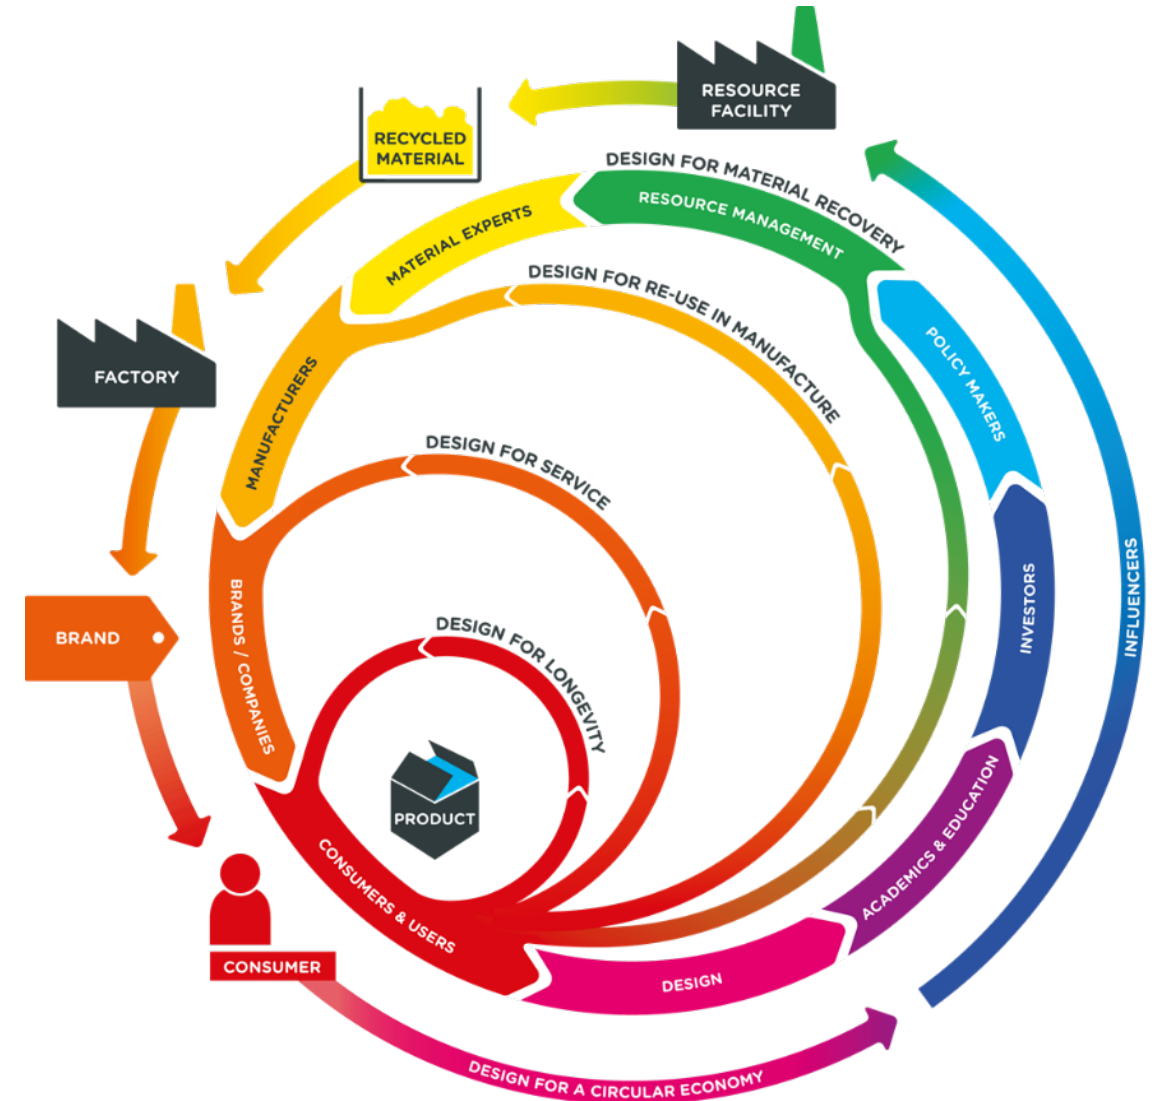 RESOURCE
FACILITY
RECYCLED
MATERIAL
DESIGN FOR MATERIAL RECOVERY
RESOURCE MANAGEMENT
MATERIAL EXPERTS
DESIGN FOR RE-USE IN MANUFACTURE
POLICY MAKERS
FACTORY
MANUFACTURERS
DESIGN FOR SERVICE
INVESTORS
INFLUENCERS
BRAND
BRANDS / COMPANIES
DESIGN FOR LONGEVITY
PRODUCT
ACADEMICS & EDUCATION
CONSUMERS & USERS
CONSUMER
DESIGN
DESIGN FOR A CIRCULAR ECONOMY